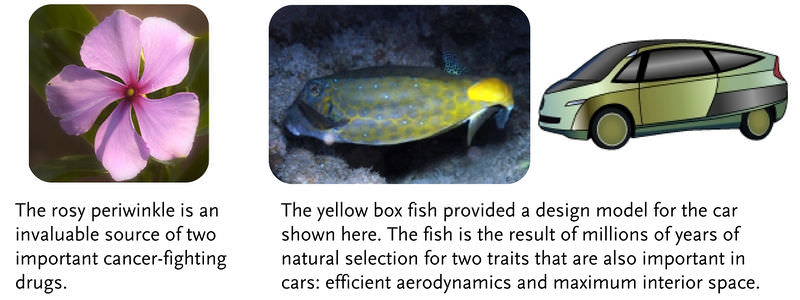 The rosy periwinkle is an
invaluable source of two
important cancer-fighting
drugs.
The yellow box fish provided a design model for the car
shown here. The fish is the result of millions of years of
natural selection for two traits that are also important in
cars: efficient aerodynamics and maximum interior space.